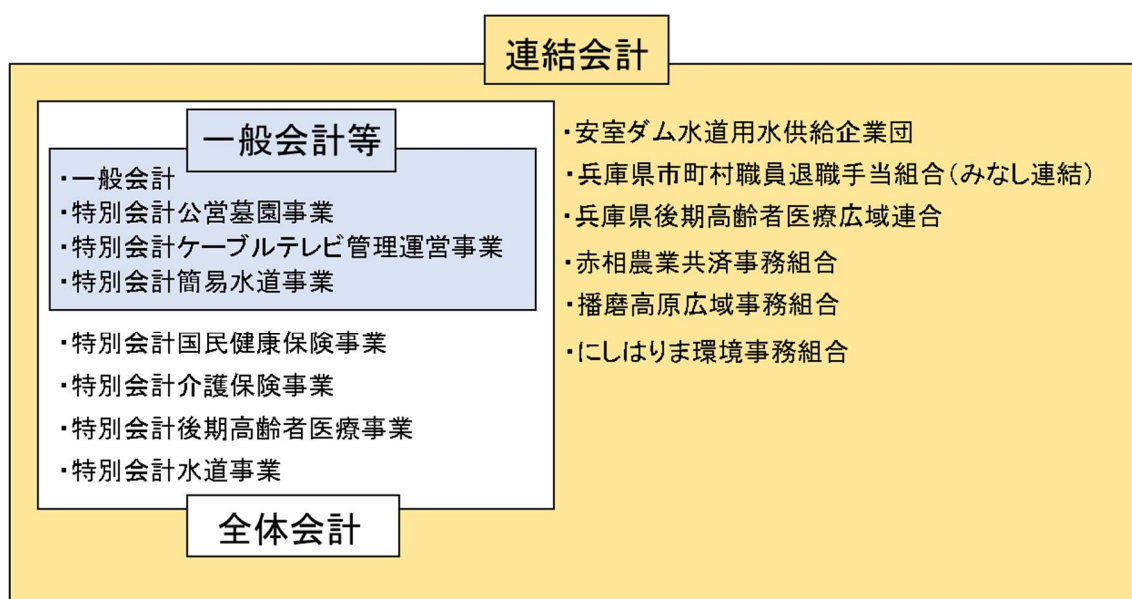 連結会計
一般会計等
・一般会計
・特別会計公営墓園事業
・特別会計ケーブルテレビ管理運営事業
・特別会計簡易水道事業
・特別会計国民健康保険事業
・特別会計介護保険事業
・特別会計後期高齢者医療事業
・特別会計水道事業
全体会計
・安室ダム水道用水供給企業団
・兵庫県市町村職員退職手当組合(みなし連結)
・兵庫県後期高齢者医療広域連合
・赤相農業共済事務組合
・播磨高原広域事務組合
・にしはりま環境事務組合